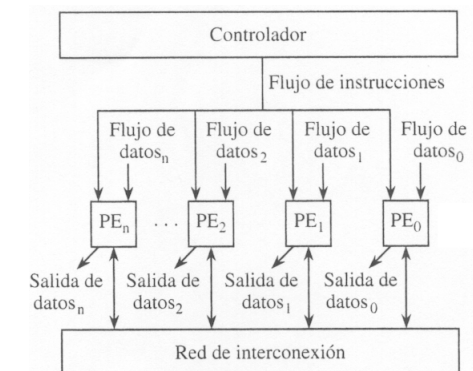 Controlador
Flujo de instrucciones
Flujo de Flujo de Flujo de Flujo de
datosn datos2 datos1 datos0
PEn ... PE2 PE1 PE0
Salida de Salida de Salida de Salida de
datosn datos2 datos1 datos0
Red de interconexión